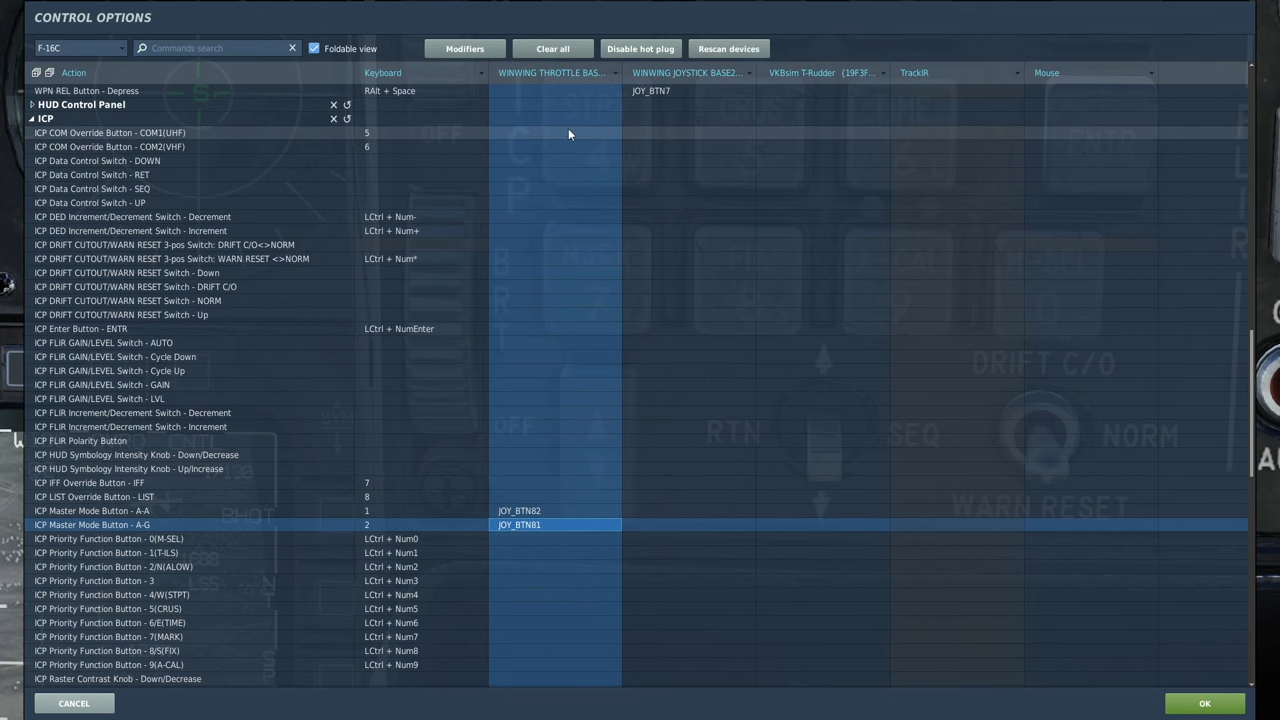 CONTROL OPTIONS
F-16C Commands search Foldable view Modifiers Clear all Disable hot plug Rescan devices
Action Keyboard WINWING THROTTLE BAS... WINWING JOYSTICK BASE2... VKBsim T-Rudder {19F3F... TrackIR Mouse
WPN REL Button - Depress RAlt + Space JOY_BTN7
HUD Control Panel
ICP
ICP COM Override Button - COM1(UHF) 5
ICP COM Override Button - COM2(VHF) 6
ICP Data Control Switch - DOWN
ICP Data Control Switch - RET
ICP Data Control Switch - SEQ
ICP Data Control Switch - UP
ICP DED Increment/Decrement Switch - Decrement LCtrl + Num-
ICP DED Increment/Decrement Switch - Increment LCtrl + Num+
ICP DRIFT CUTOUT/WARN RESET 3-pos Switch: DRIFT C/O<>NORM
ICP DRIFT CUTOUT/WARN RESET 3-pos Switch: WARN RESET <>NORM LCtrl + Num*
ICP DRIFT CUTOUT/WARN RESET Switch - Down
ICP DRIFT CUTOUT/WARN RESET Switch - DRIFT C/O
ICP DRIFT CUTOUT/WARN RESET Switch - NORM
ICP DRIFT CUTOUT/WARN RESET Switch - Up
ICP Enter Button - ENTR LCtrl + NumEnter
ICP FLIR GAIN/LEVEL Switch - AUTO
ICP FLIR GAIN/LEVEL Switch - Cycle Down
ICP FLIR GAIN/LEVEL Switch - Cycle Up
ICP FLIR GAIN/LEVEL Switch - GAIN
ICP FLIR GAIN/LEVEL Switch - LVL
ICP FLIR Increment/Decrement Switch - Decrement
ICP FLIR Increment/Decrement Switch - Increment
ICP FLIR Polarity Button
ICP HUD Symbology Intensity Knob - Down/Decrease
ICP HUD Symbology Intensity Knob - Up/Increase
ICP IFF Override Button - IFF 7
ICP LIST Override Button - LIST 8
ICP Master Mode Button - A-A 1 JOY_BTN82
ICP Master Mode Button - A-G 2 JOY_BTN81
ICP Priority Function Button - 0(M-SEL) LCtrl + Num0
ICP Priority Function Button - 1(T-ILS) LCtrl + Num1
ICP Priority Function Button - 2/N(ALOW) LCtrl + Num2
ICP Priority Function Button - 3 LCtrl + Num3
ICP Priority Function Button - 4/W(STPT) LCtrl + Num4
ICP Priority Function Button - 5(CRUS) LCtrl + Num5
ICP Priority Function Button - 6/E(TIME) LCtrl + Num6
ICP Priority Function Button - 7(MARK) LCtrl + Num7
ICP Priority Function Button - 8/S(FIX) LCtrl + Num8
ICP Priority Function Button - 9(A-CAL) LCtrl + Num9
ICP Raster Contrast Knob - Down/Decrease
OFF
ENTR
DRIFT C/O
OFF
RTN SEQ NORM
WARN RESET
CANCEL OK